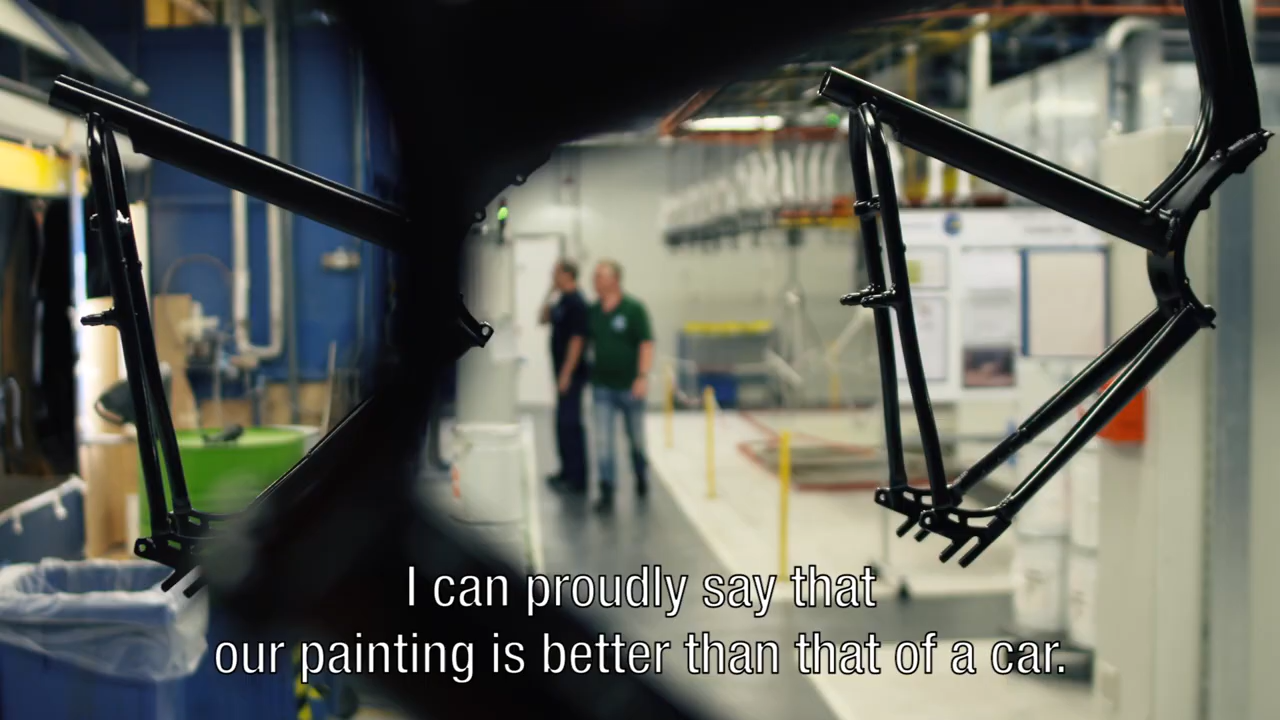 I can proudly say that
our painting is better than that of a car.